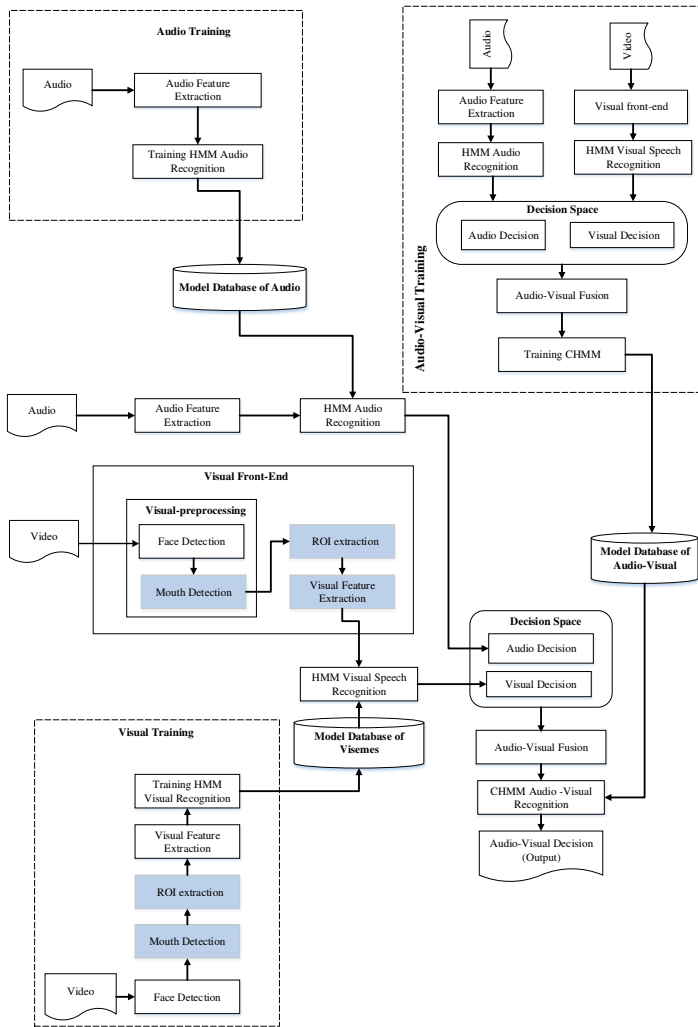 Audio Training
Audio
Audio Feature
Extraction
Training HMM Audio
Recognition
Model Database of Audio
Audio-Visual Training
Audio
Video
Audio Feature
Extraction
Visual front-end
HMM Audio
Recognition
HMM Visual Speech
Recognition
Decision Space
Audio Decision
Visual Decision
Audio-Visual Fusion
Training CHMM
Audio
Audio Feature
Extraction
HMM Audio
Recognition
Visual Front-End
Visual-preprocessing
Video
Face Detection
Mouth Detection
ROI extraction
Visual Feature
Extraction
Model Database of
Audio-Visual
HMM Visual Speech
Recognition
Decision Space
Audio Decision
Visual Decision
Model Database of
Visemes
Audio-Visual Fusion
CHMM Audio -Visual
Recognition
Audio-Visual Decision
(Output)
Visual Training
Training HMM
Visual Recognition
Visual Feature
Extraction
ROI extraction
Mouth Detection
Video
Face Detection